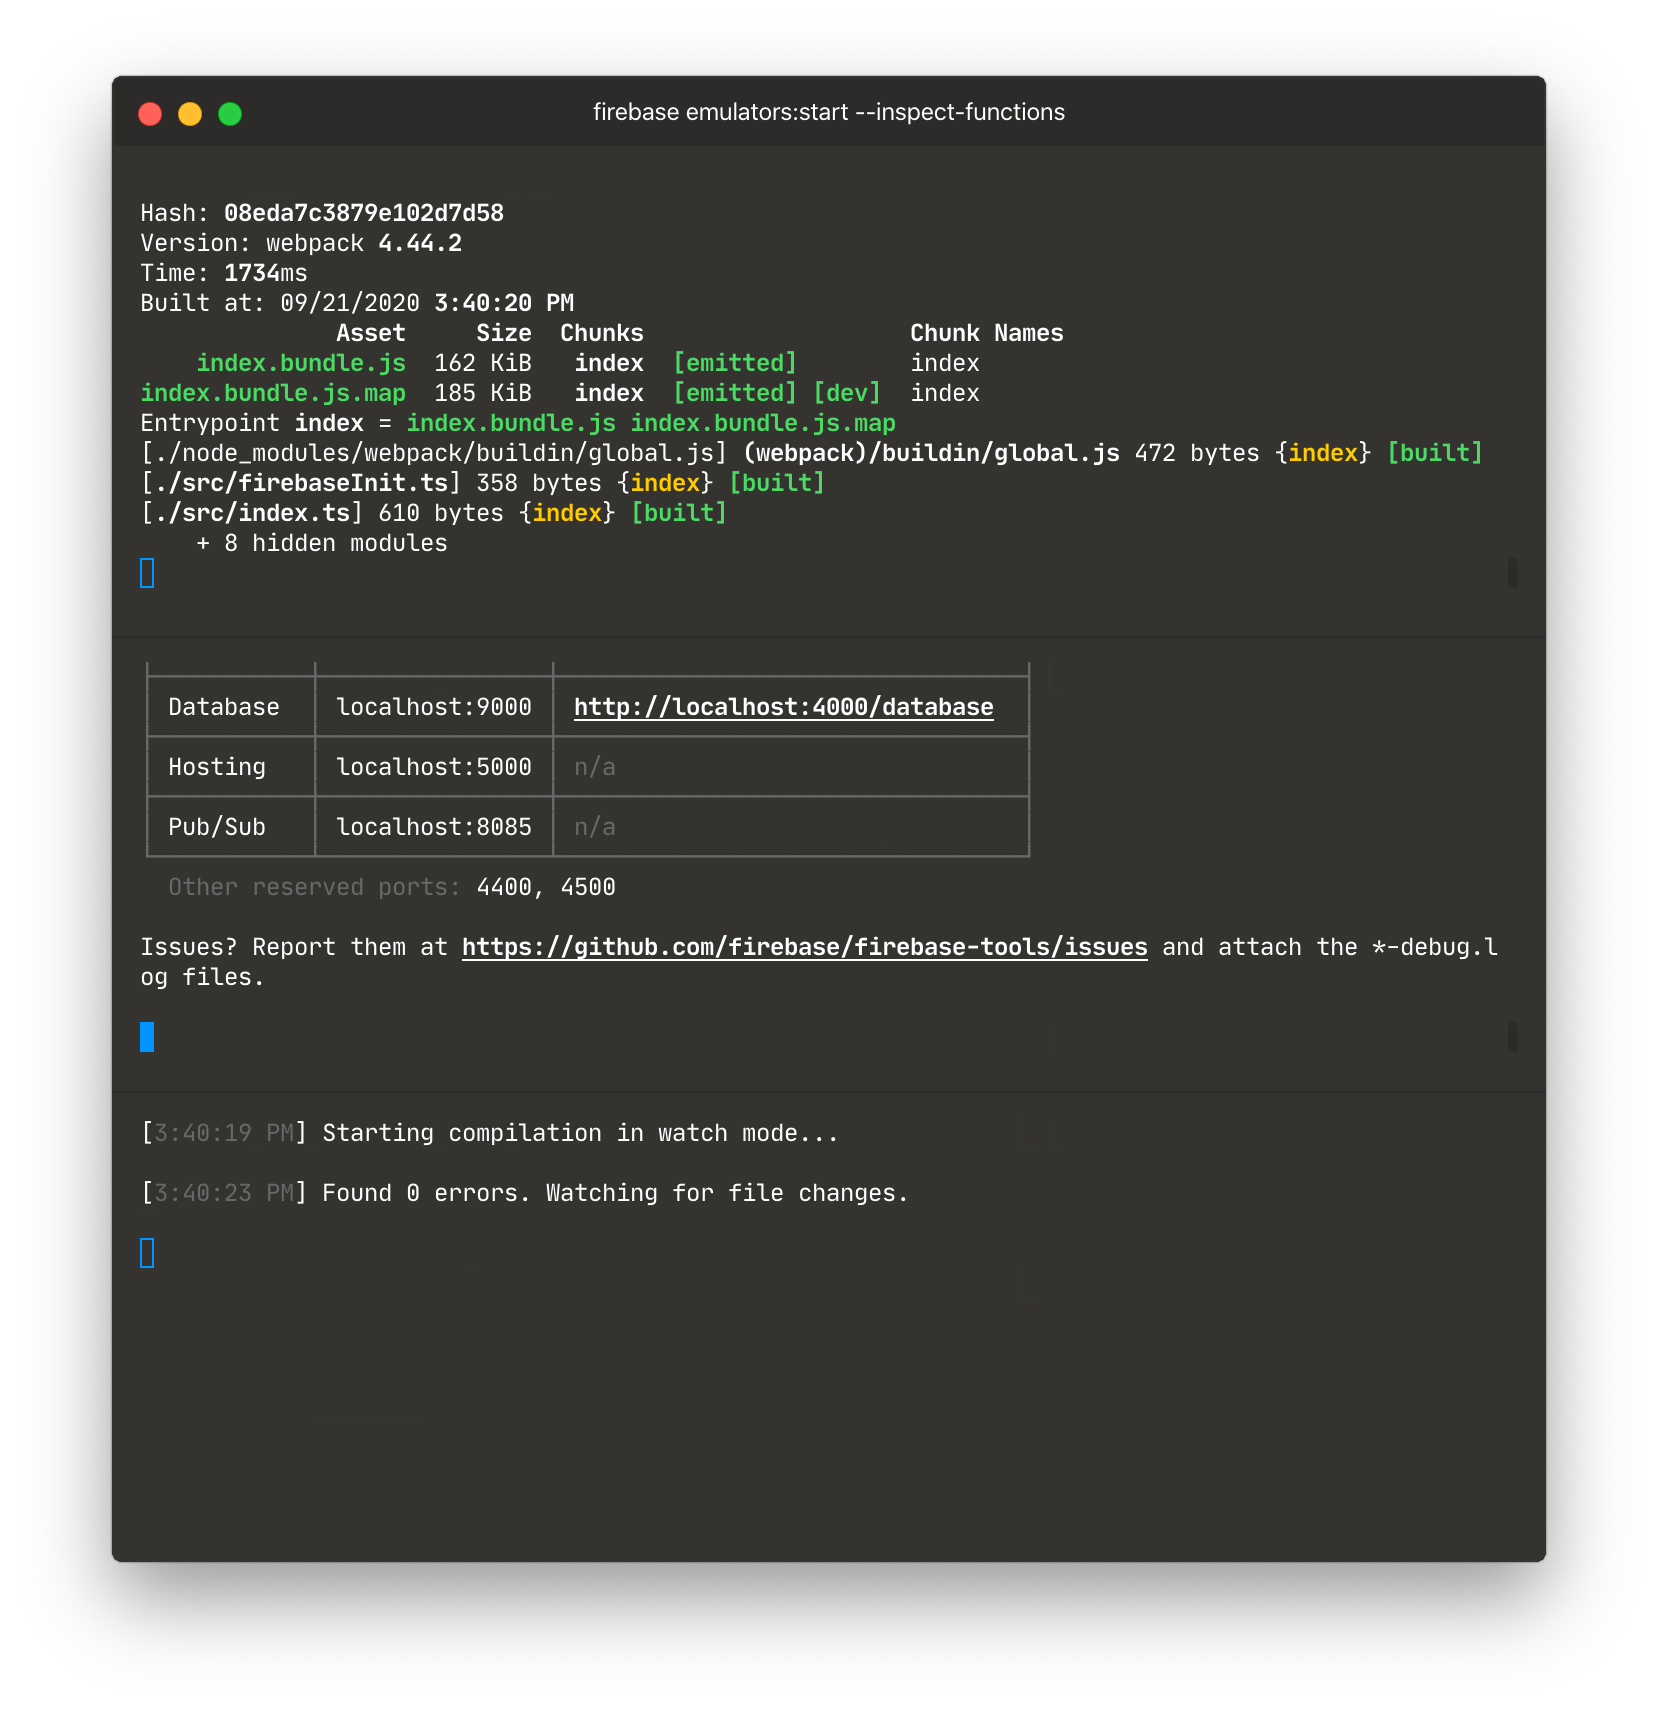 firebase emulators:start --inspect-functions
Hash: 08eda7c3879e102d7d58
Version: webpack 4.44.2
Time: 1734ms
Built at: 09/21/2020 3:40:20 PM
Asset Size Chunks Chunk Names
index.bundle.js 162 KiB index [emitted] index
index.bundle.js.map 185 KiB index [emitted] [dev] index
Entrypoint index = index.bundle.js index.bundle.js.map
[./node_modules/webpack/buildin/global.js] (webpack)/buildin/global.js 472 bytes {index} [built]
[./src/firebaseInit.ts] 358 bytes {index} [built]
[./src/index.ts] 610 bytes {index} [built]
+ 8 hidden modules
Database localhost:9000 http://localhost:4000/database
Hosting localhost:5000 n/a
Pub/Sub localhost:8085 n/a
Other reserved ports: 4400, 4500
Issues? Report them at https://github.com/firebase/firebase-tools/issues and attach the *-debug.l
og files.
[3:40:19 PM] Starting compilation in watch mode...
[3:40:23 PM] Found 0 errors. Watching for file changes.